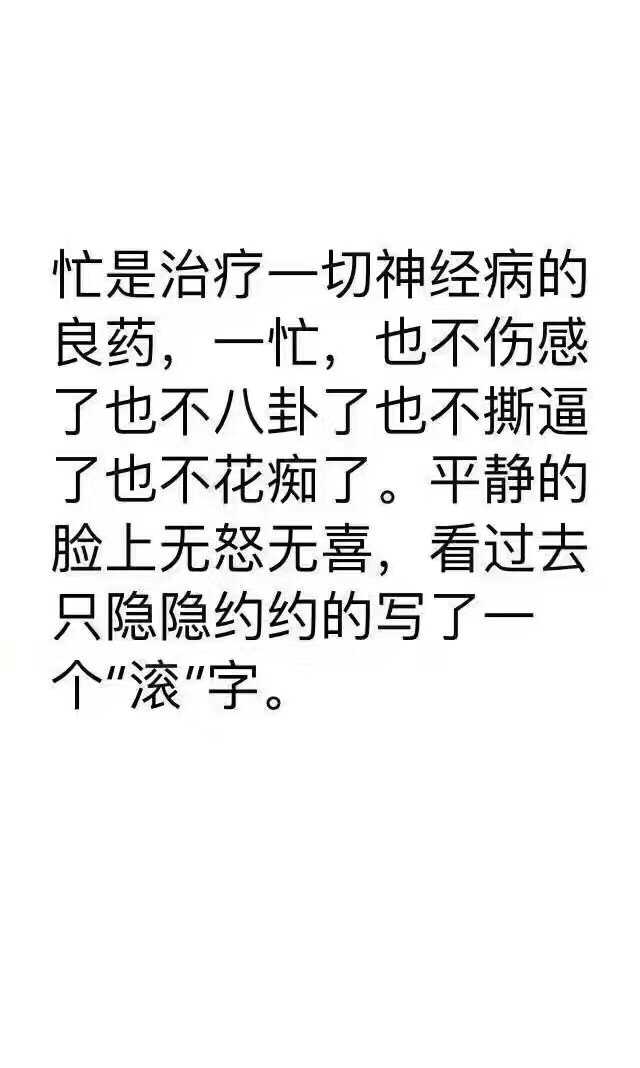 忙是治疗一切神经病的
良药，一忙，也不伤感
了也不八卦了也不撕逼
了也不花痴了。平静的
脸上无怒无喜，看过去
只隐隐约约的写了一
个“滚”字。